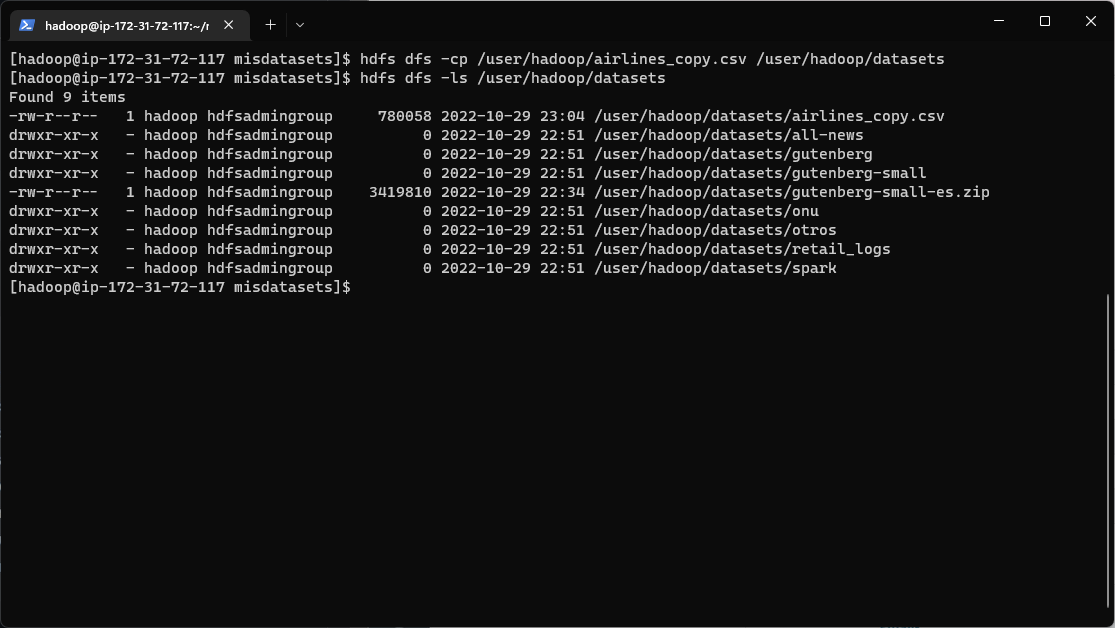 hadoop@ip-172-31-72-117:~/r
[hadoop@ip-172-31-72-117 misdatasets]$ hdfs dfs -cp /user/hadoop/airlines_copy.csv /user/hadoop/datasets
[hadoop@ip-172-31-72-117 misdatasets]$ hdfs dfs -ls /user/hadoop/datasets
Found 9 items
-rw-r--r--   1 hadoop hdfsadmingroup     780058 2022-10-29 23:04 /user/hadoop/datasets/airlines_copy.csv
drwxr-xr-x   - hadoop hdfsadmingroup          0 2022-10-29 22:51 /user/hadoop/datasets/all-news
drwxr-xr-x   - hadoop hdfsadmingroup          0 2022-10-29 22:51 /user/hadoop/datasets/gutenberg
drwxr-xr-x   - hadoop hdfsadmingroup          0 2022-10-29 22:51 /user/hadoop/datasets/gutenberg-small
-rw-r--r--   1 hadoop hdfsadmingroup    3419810 2022-10-29 22:34 /user/hadoop/datasets/gutenberg-small-es.zip
drwxr-xr-x   - hadoop hdfsadmingroup          0 2022-10-29 22:51 /user/hadoop/datasets/onu
drwxr-xr-x   - hadoop hdfsadmingroup          0 2022-10-29 22:51 /user/hadoop/datasets/otros
drwxr-xr-x   - hadoop hdfsadmingroup          0 2022-10-29 22:51 /user/hadoop/datasets/retail_logs
drwxr-xr-x   - hadoop hdfsadmingroup          0 2022-10-29 22:51 /user/hadoop/datasets/spark
[hadoop@ip-172-31-72-117 misdatasets]$